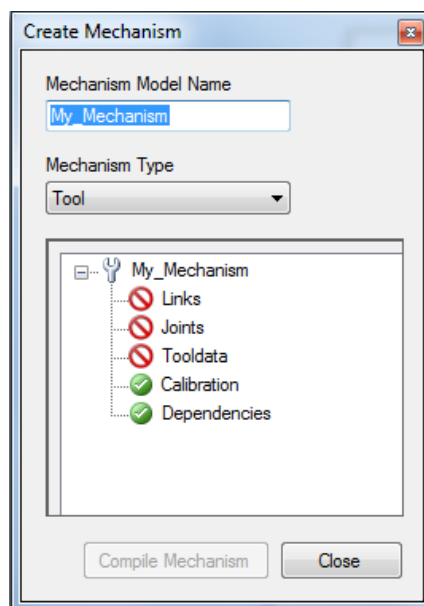 Create Mechanism
Mechanism Model Name
My_Mechanism
Mechanism Type
Tool
My_Mechanism
Links
Joints
Tooldata
Calibration
Dependencies
Compile Mechanism
Close